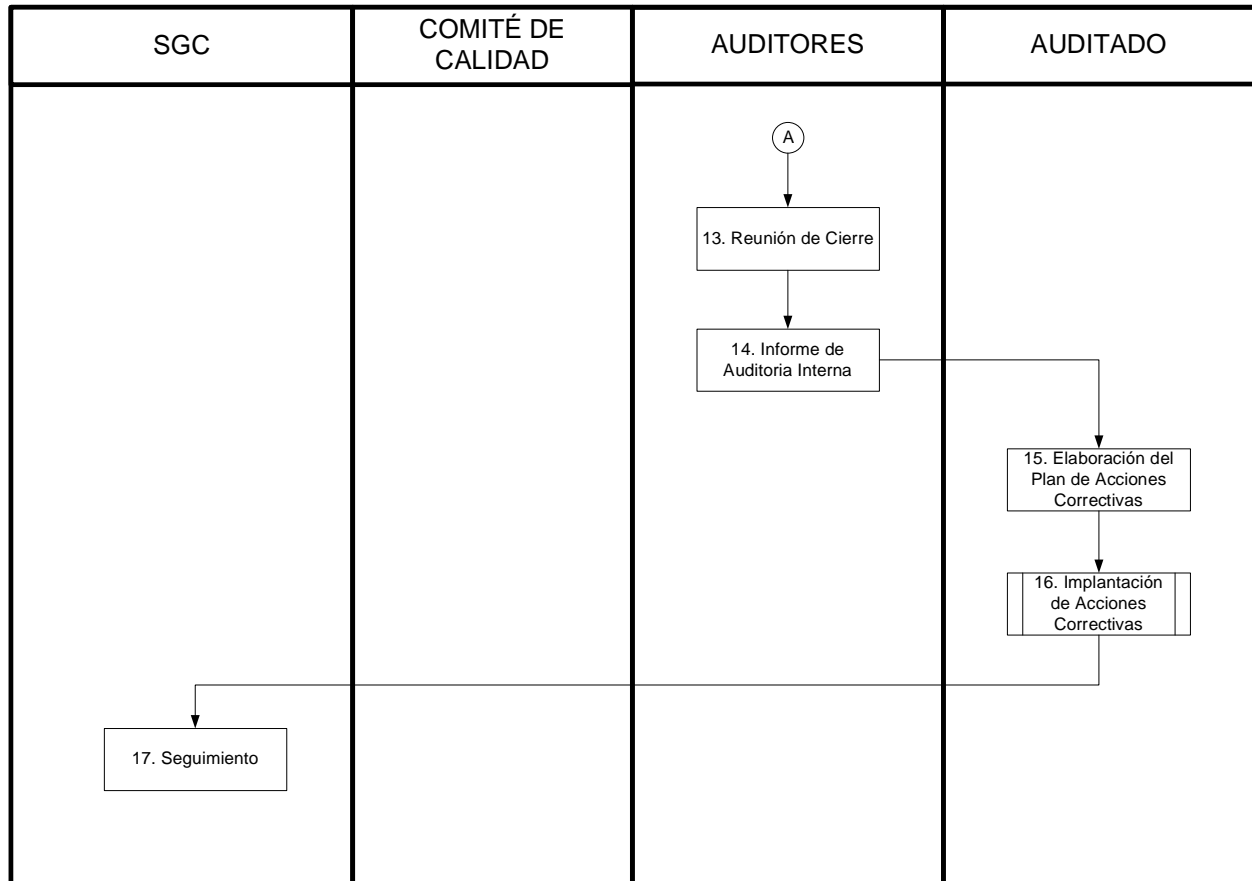 SGC
COMITÉ DE
CALIDAD
AUDITORES
AUDITADO
A
13. Reunión de Cierre
14. Informe de
Auditoria Interna
15. Elaboración del
Plan de Acciones
Correctivas
16. Implantación
de Acciones
Correctivas
17. Seguimiento